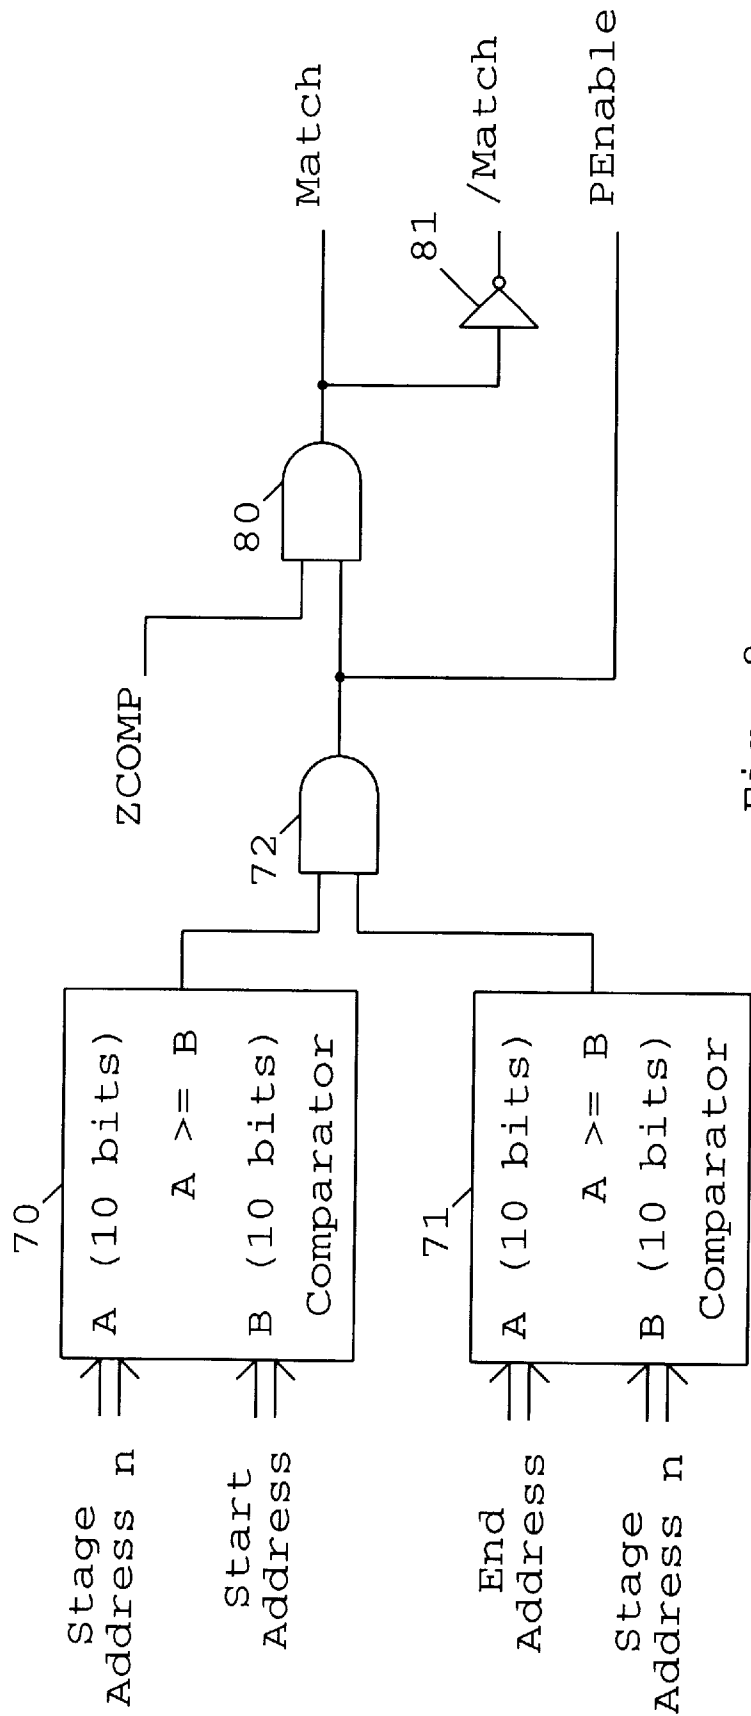 Stage
Address n
Start
Address
End
Address
Stage
Address n
70
A (10 bits)
A >= B
B (10 bits)
Comparator
71
A (10 bits)
A >= B
B (10 bits)
Comparator
72
ZCOMP
80
81
Match
/Match
PEnable